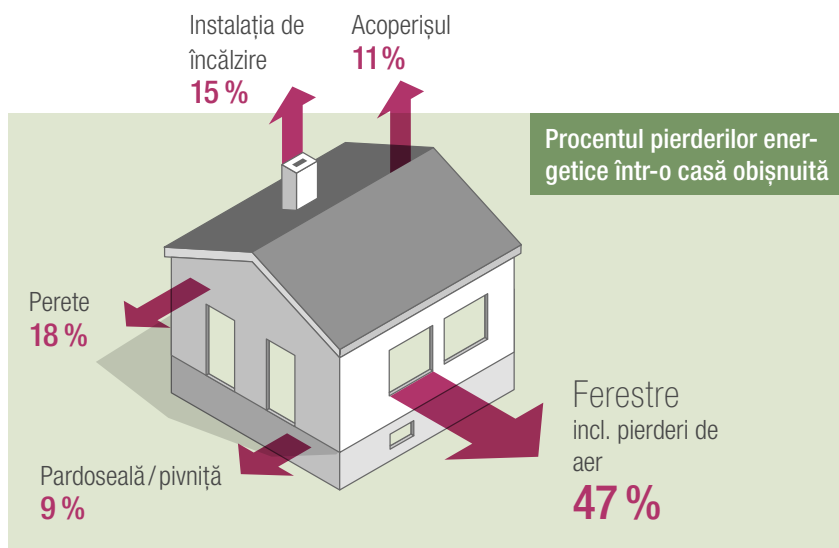 Instalația de
încălzire
15 %
Acoperișul
11 %
Procentul pierderilor ener-
getice într-o casă obișnuită
Perete
18 %
Ferestre
incl. pierderi de
aer
47 %
Pardoseală / pivniță
9 %